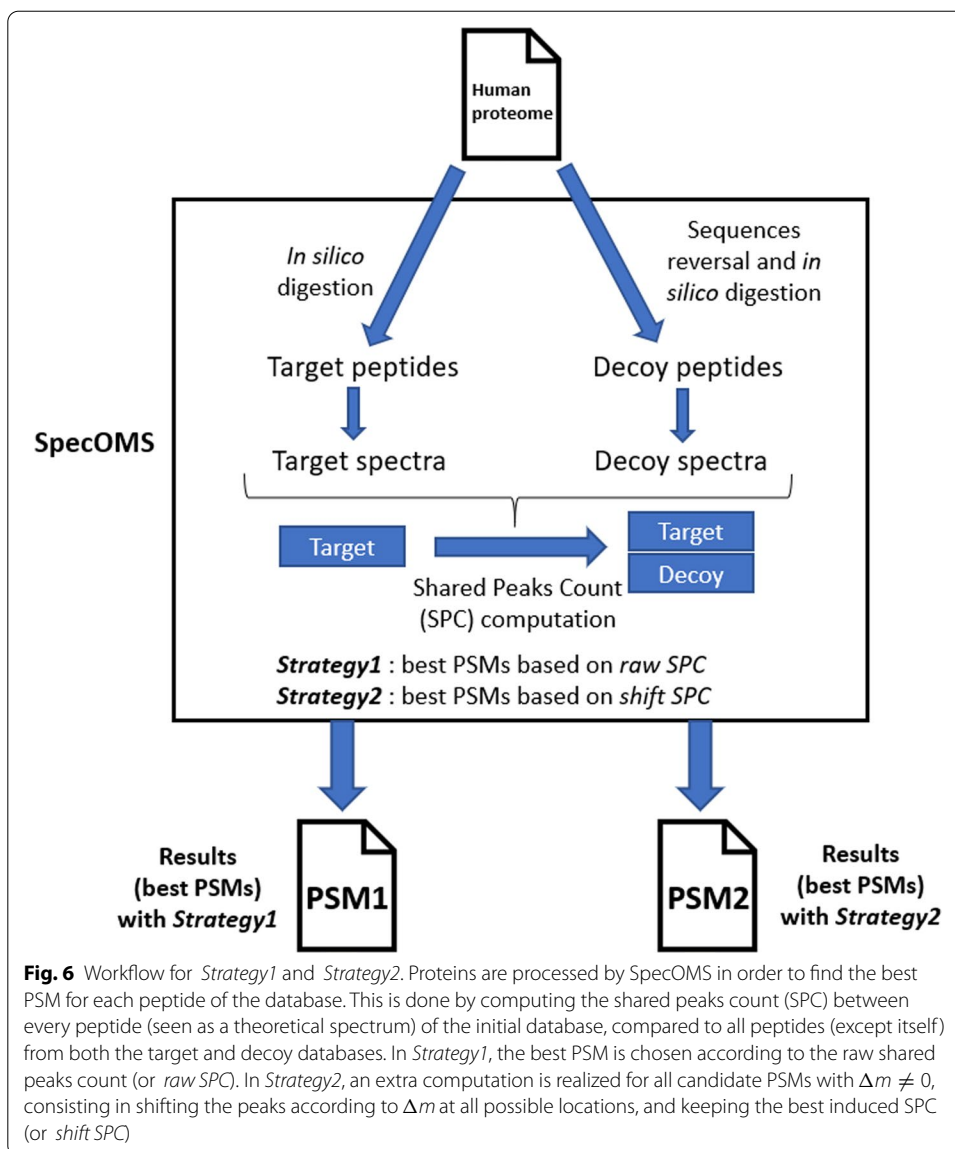 Human
proteome
In silico
digestion
Sequences
reversal and in
silico digestion
Target peptides
Decoy peptides
SpecOMS
Target spectra
Decoy spectra
Target
Target
Decoy
Shared Peaks Count
(SPC) computation
Strategy1 : best PSMs based on raw SPC
Strategy2 : best PSMs based on shift SPC
Results
(best PSMs)
with Strategy1
PSM1
PSM2
Results
(best PSMs)
with Strategy2
Fig. 6 Workflow for Strategy1 and Strategy2. Proteins are processed by SpecOMS in order to find the best
PSM for each peptide of the database. This is done by computing the shared peaks count (SPC) between
every peptide (seen as a theoretical spectrum) of the initial database, compared to all peptides (except itself)
from both the target and decoy databases. In Strategy1, the best PSM is chosen according to the raw shared
peaks count (or raw SPC). In Strategy2, an extra computation is realized for all candidate PSMs with Δm ≠ 0,
consisting in shifting the peaks according to Δm at all possible locations, and keeping the best induced SPC
(or shift SPC)